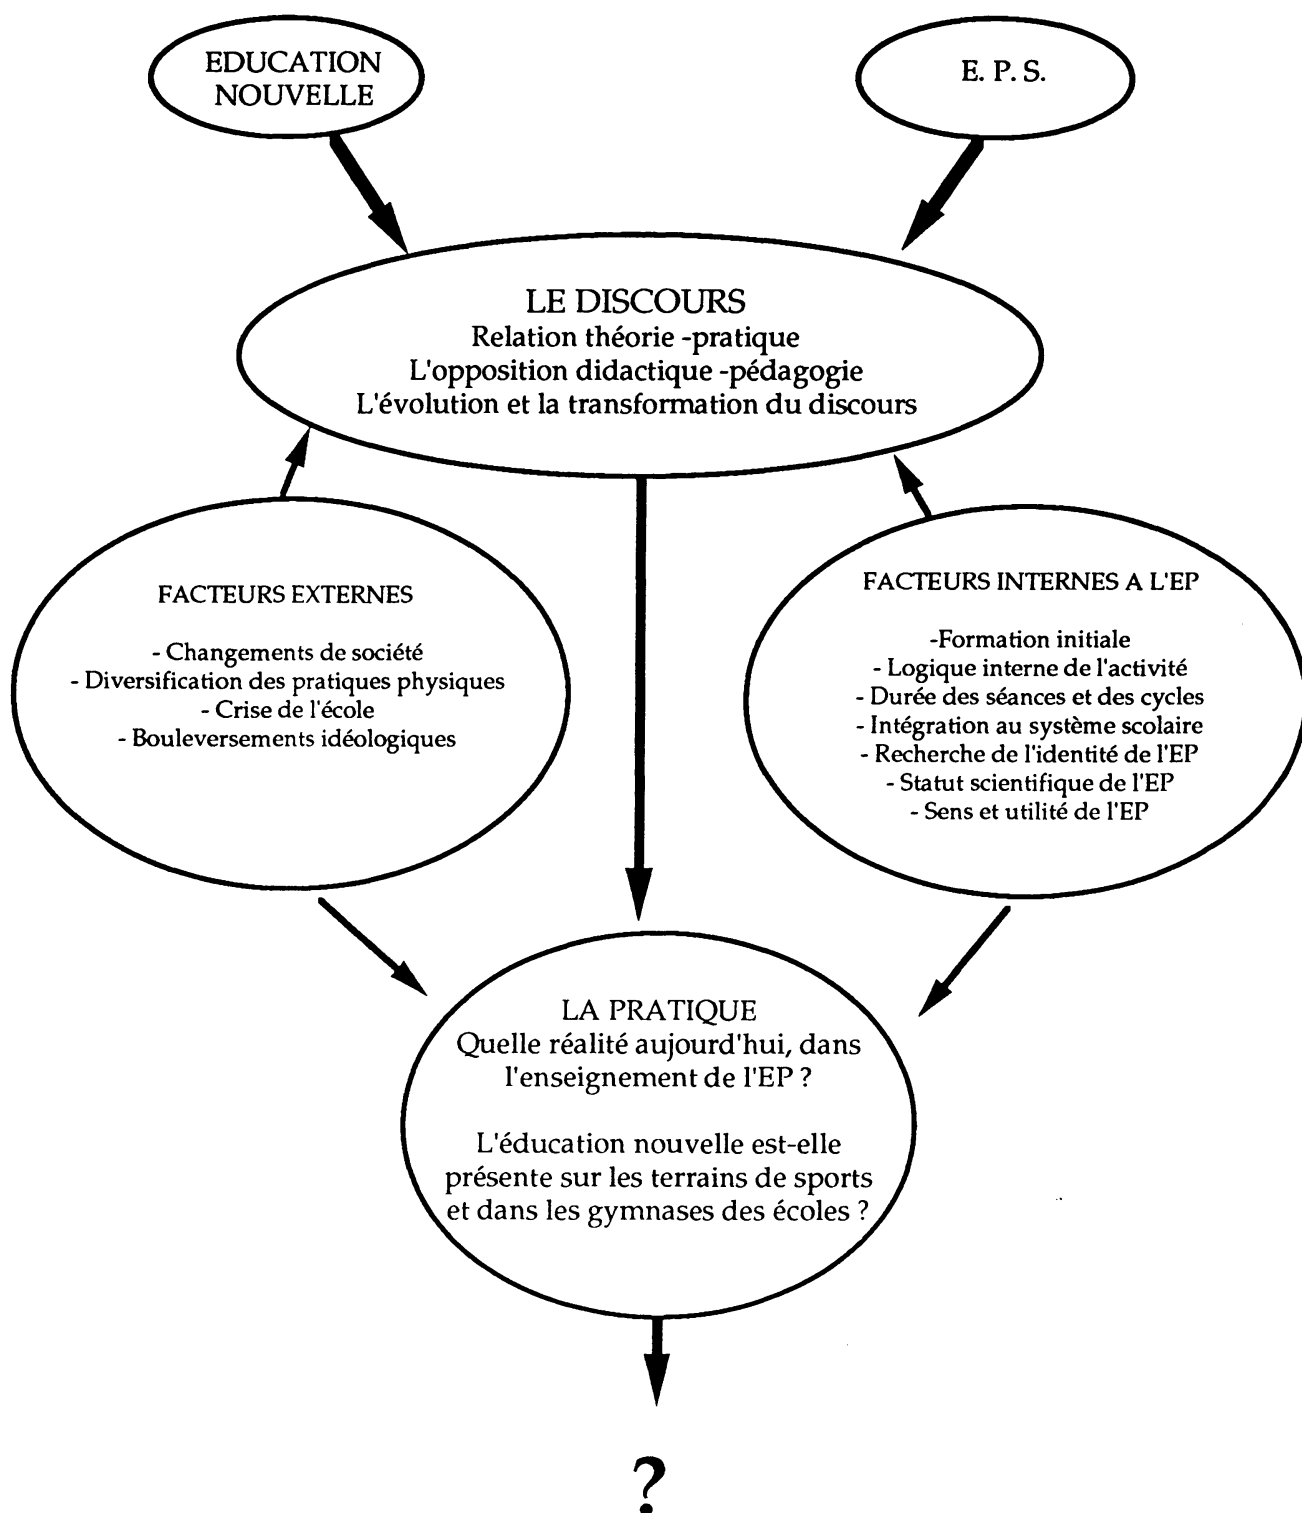 EDUCATION
NOUVELLE
E. P. S.
LE DISCOURS
Relation théorie -pratique
L'opposition didactique -pédagogie
L'évolution et la transformation du discours
FACTEURS EXTERNES
- Changements de société
- Diversification des pratiques physiques
- Crise de l'école
- Bouleversements idéologiques
FACTEURS INTERNES A L'EP
-Formation initiale
- Logique interne de l'activité
- Durée des séances et des cycles
- Intégration au système scolaire
- Recherche de l'identité de l'EP
- Statut scientifique de l'EP
- Sens et utilité de l'EP
LA PRATIQUE
Quelle réalité aujourd'hui, dans
l'enseignement de l'EP ?
L'éducation nouvelle est-elle
présente sur les terrains de sports
et dans les gymnases des écoles ?
?